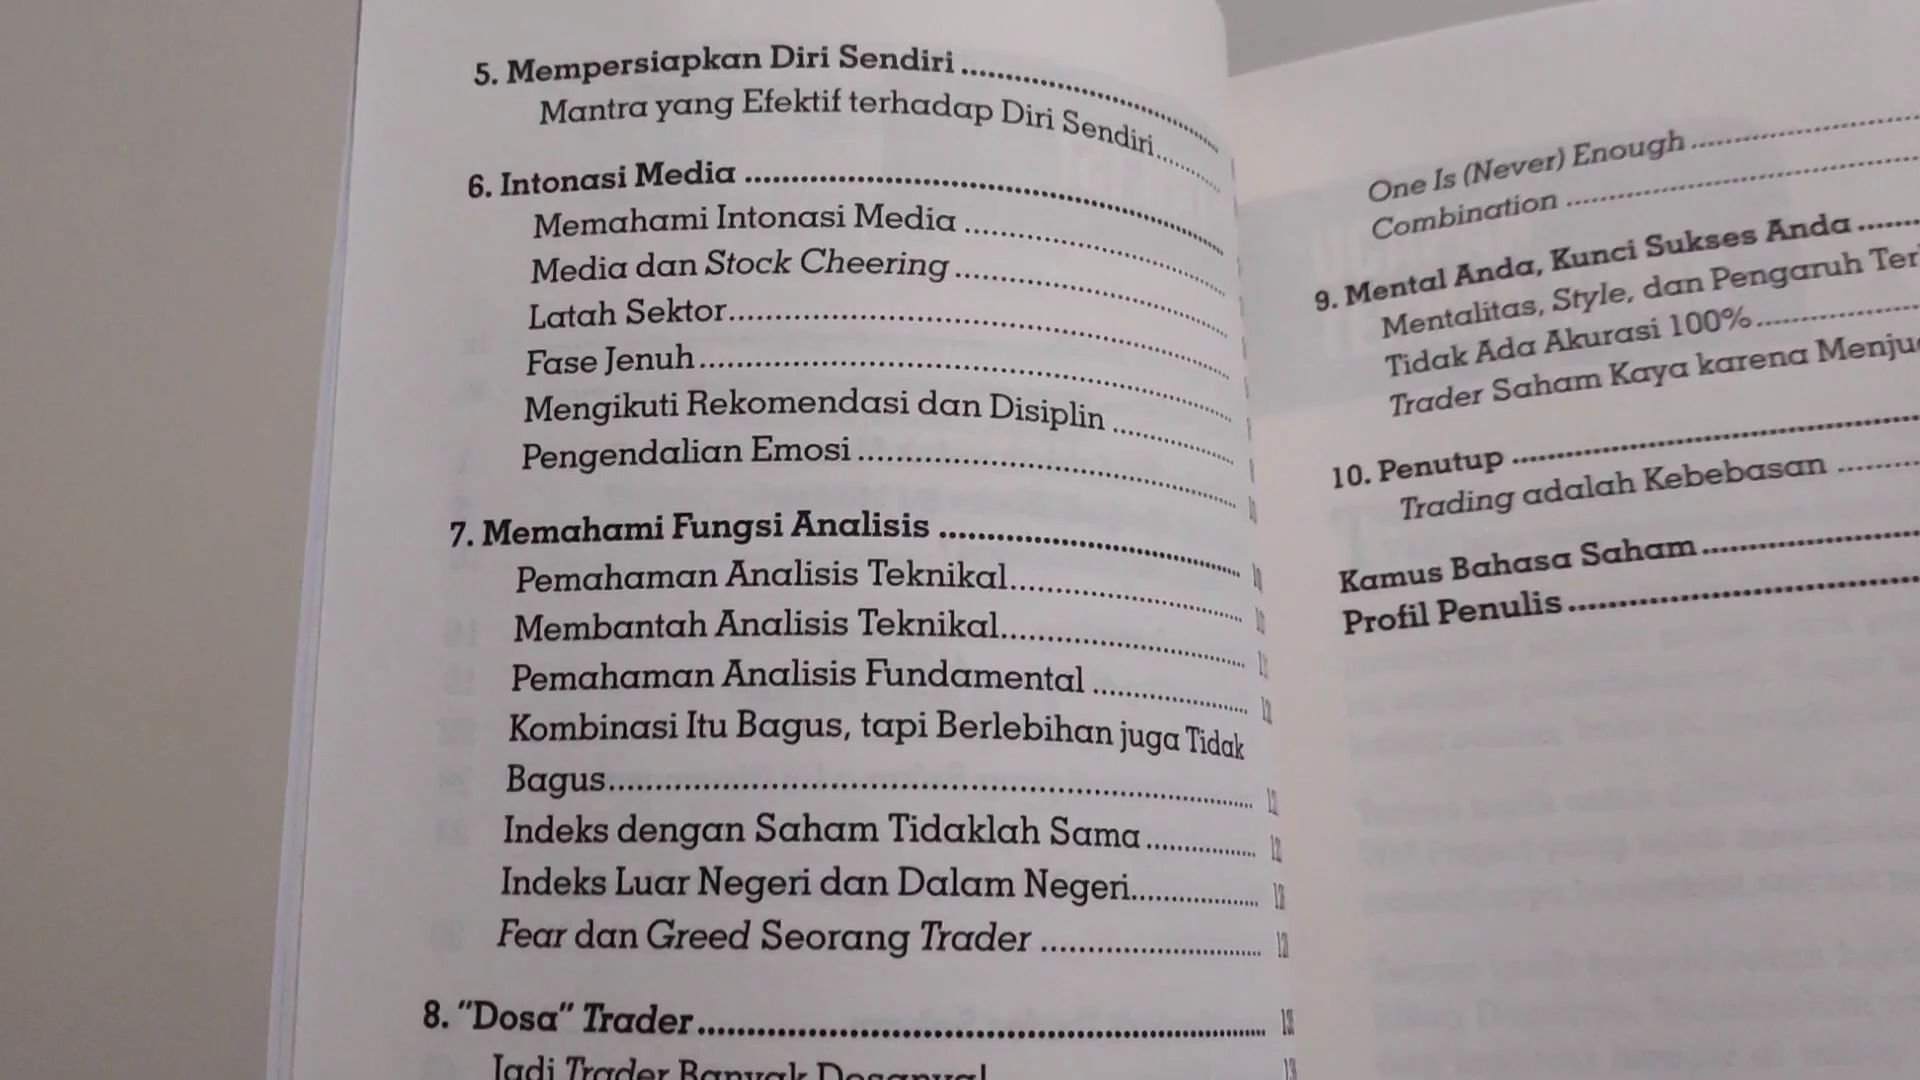 5. Mempersiapkan Diri Sendiri
Mantra yang Efektif terhadap Diri Sendiri
6. Intonasi Media
Memahami Intonasi Media
Media dan Stock Cheering
Latah Sektor
Fase Jenuh
Mengikuti Rekomendasi dan Disiplin
Pengendalian Emosi
7. Memahami Fungsi Analisis
Pemahaman Analisis Teknikal
Membantah Analisis Teknikal
Pemahaman Analisis Fundamental
Kombinasi Itu Bagus, tapi Berlebihan juga Tidak
Bagus
Indeks dengan Saham Tidaklah Sama
Indeks Luar Negeri dan Dalam Negeri
Fear dan Greed Seorang Trader
8. "Dosa" Trader
Jadi Trader Banyak Dosanya!
One Is (Never) Enough
Combination
9. Mental Anda, Kunci Sukses Anda
Mentalitas, Style, dan Pengaruh
Tidak Ada Akurasi 100%
Trader Saham Kaya karena
10. Penutup
Trading adalah Kebebasan
Kamus Bahasa Saham
Profil Penulis